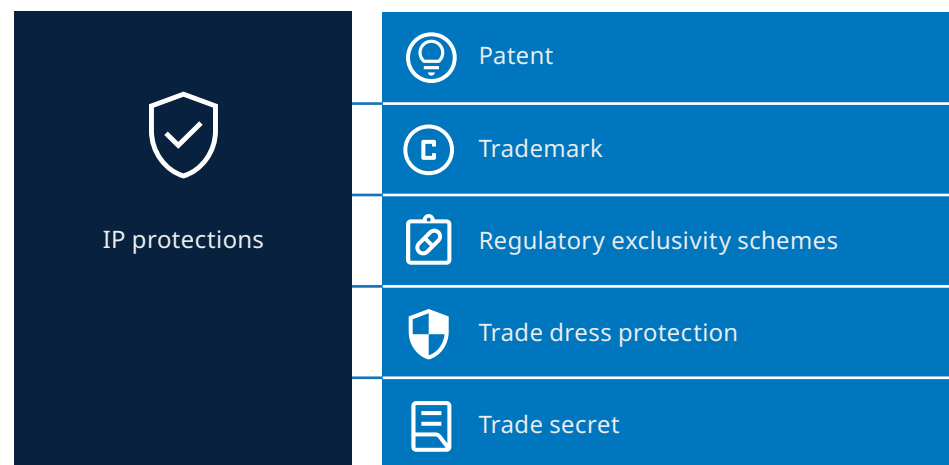 IP protections
Patent
Trademark
Regulatory exclusivity schemes
Trade dress protection
Trade secret